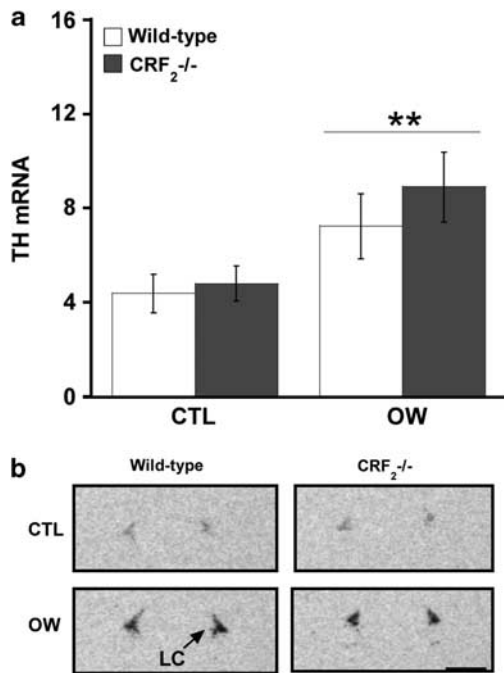 a
16
Wild-type
CRF2-/-
12
**
TH mRNA
8
4
0
CTL
OW
b
Wild-type
CRF2-/-
CTL
OW
LC